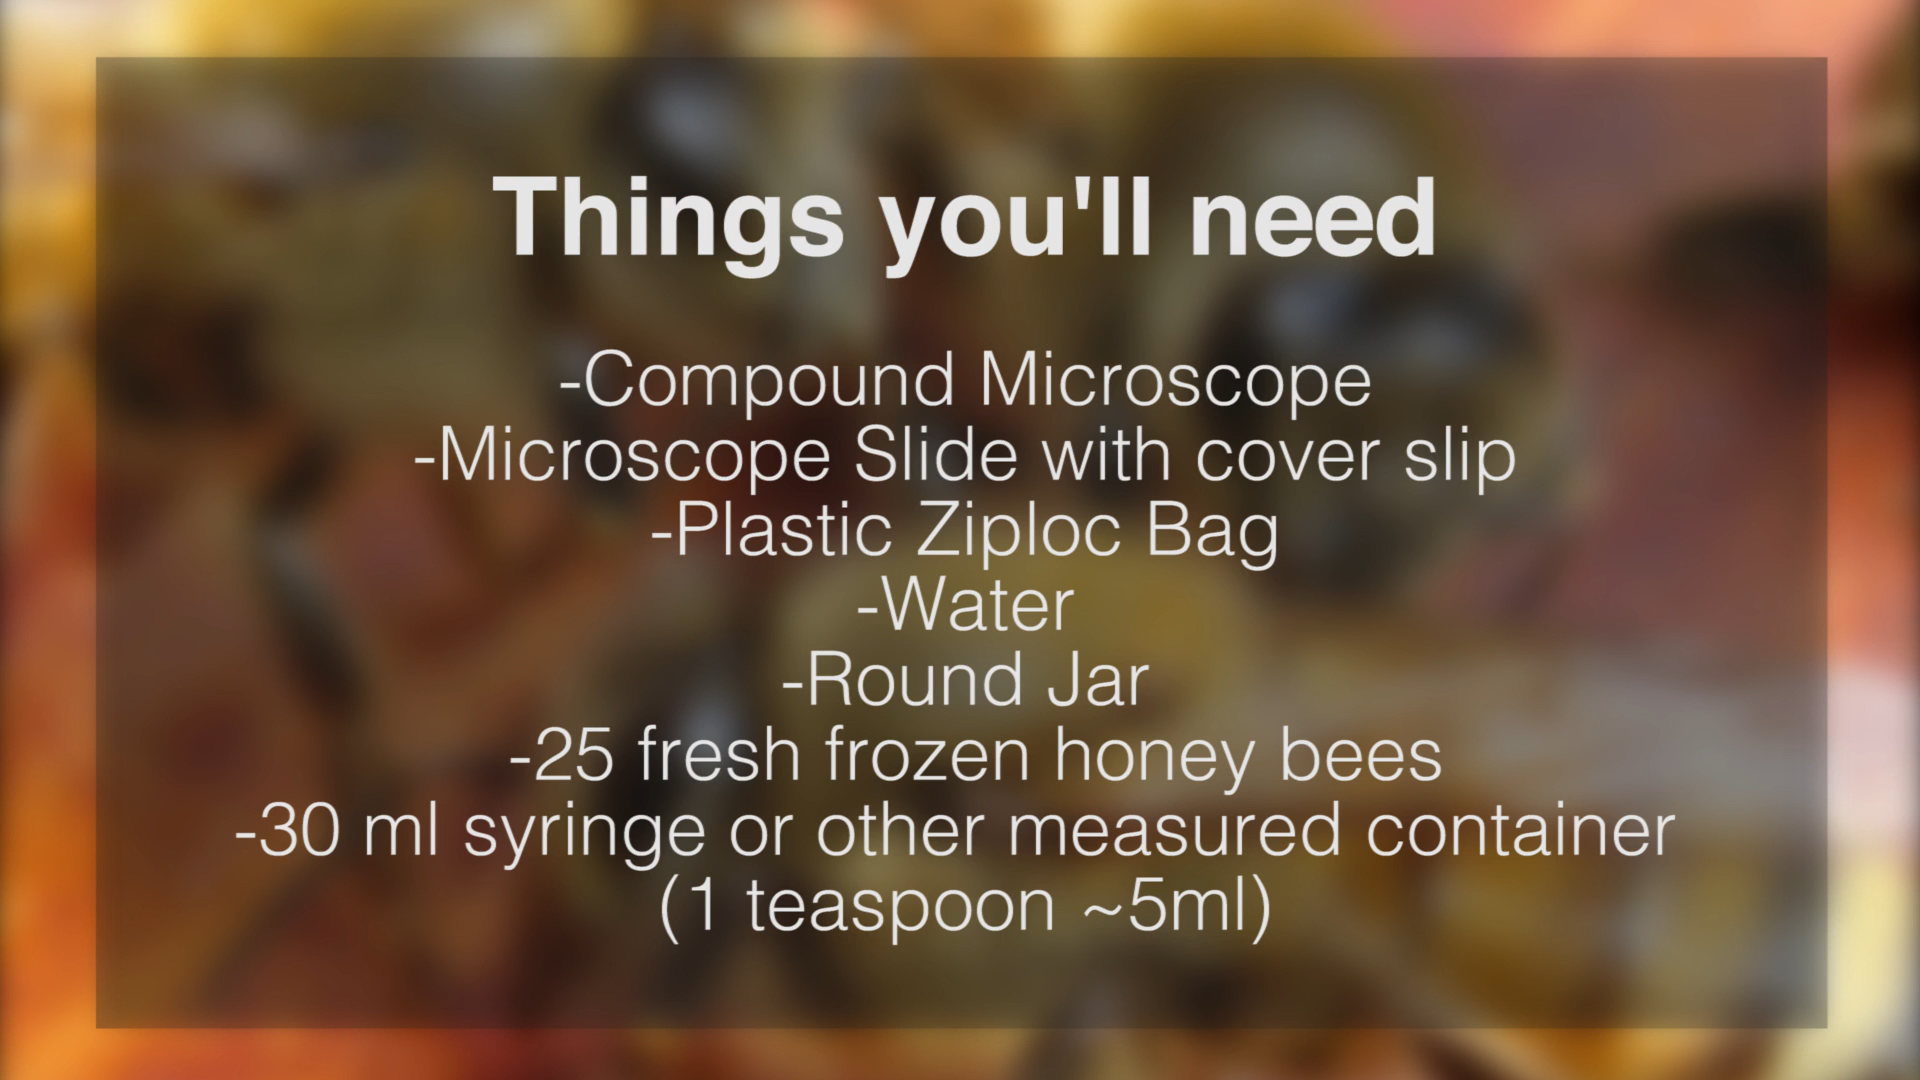 Things you'll need
-Compound Microscope
-Microscope Slide with cover slip
-Plastic Ziploc Bag
-Water
-Round Jar
-25 fresh frozen honey bees
-30 ml syringe or other measured container
(1 teaspoon ~5ml)